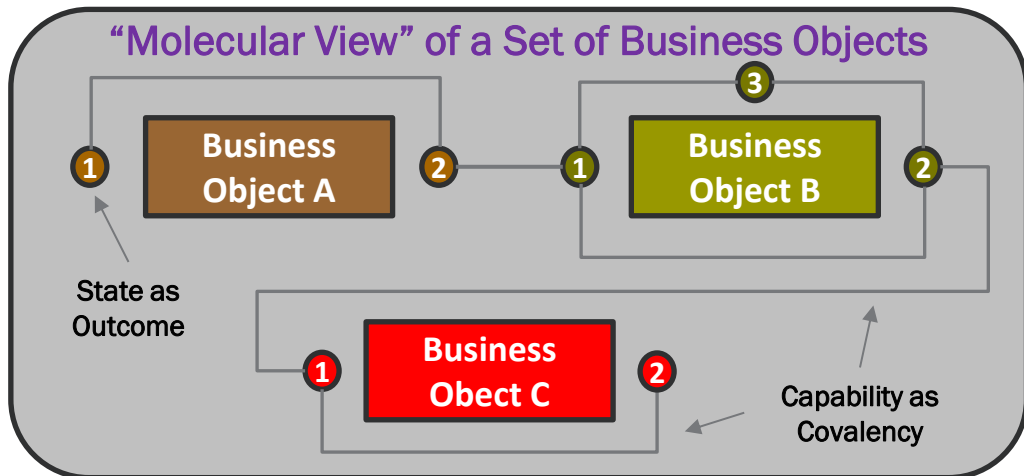 “Molecular View” of a Set of Business Objects
3
Business
Object A
1
2
1
Business
Object B
2
State as
Outcome
1
Business
Obect C
2
Capability as
Covalency